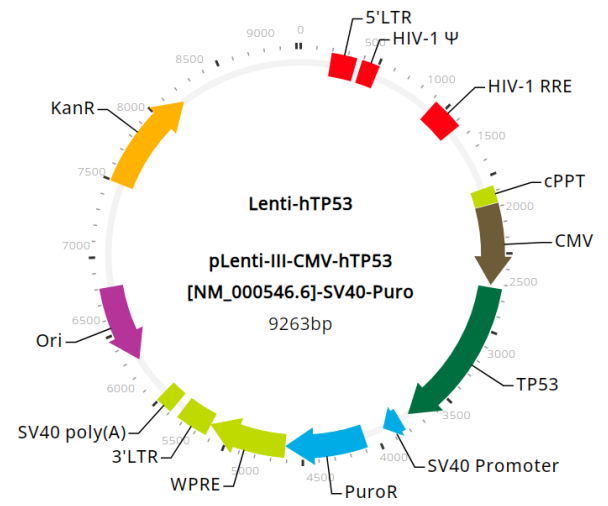 0
5'LTR
500
HIV-1 Ψ
1000
HIV-1 RRE
1500
cPPT
2000
CMV
2500
TP53
3000
3500
SV40 Promoter
4000
PuroR
4500
WPRE
5000
3'LTR
5500
SV40 poly(A)
6000
Ori
6500
7000
7500
KanR
8000
8500
9000
Lenti-hTP53
pLenti-III-CMV-hTP53
[NM_000546.6]-SV40-Puro
9263bp